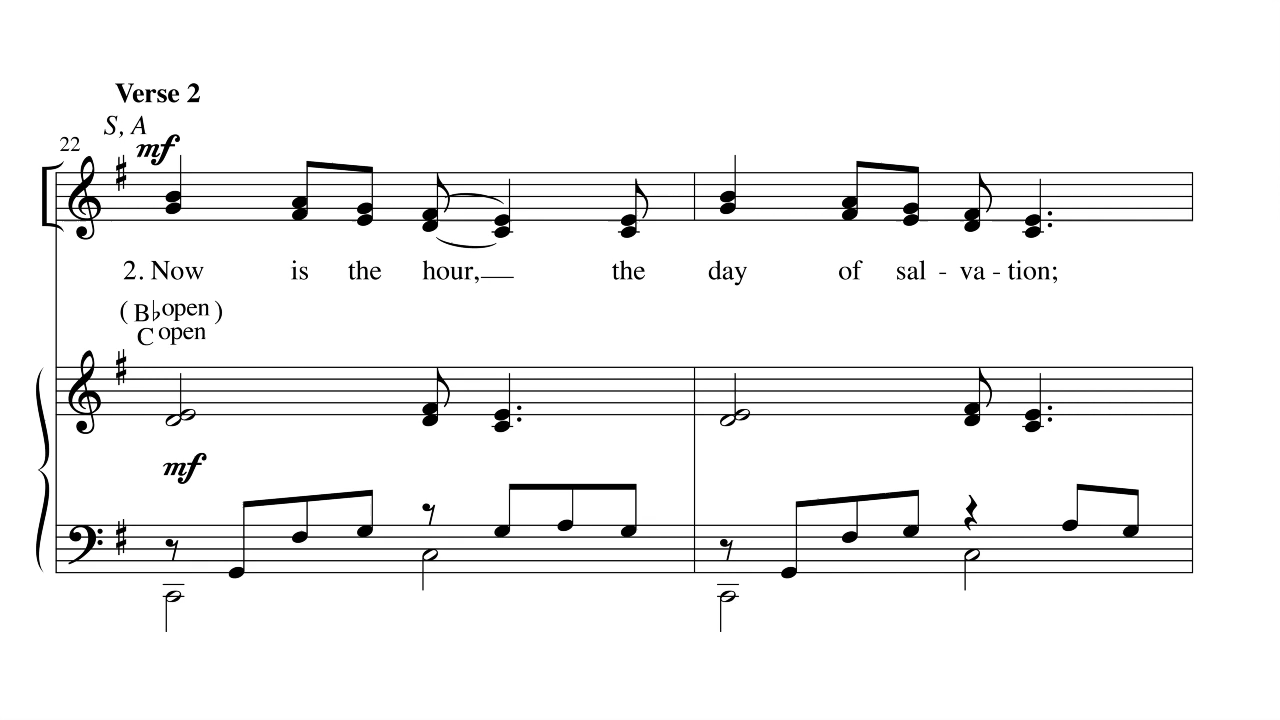 Verse 2
S, A
22
mf
2. Now is the hour, the day of sal - va - tion;
( B♭open )
C open
mf